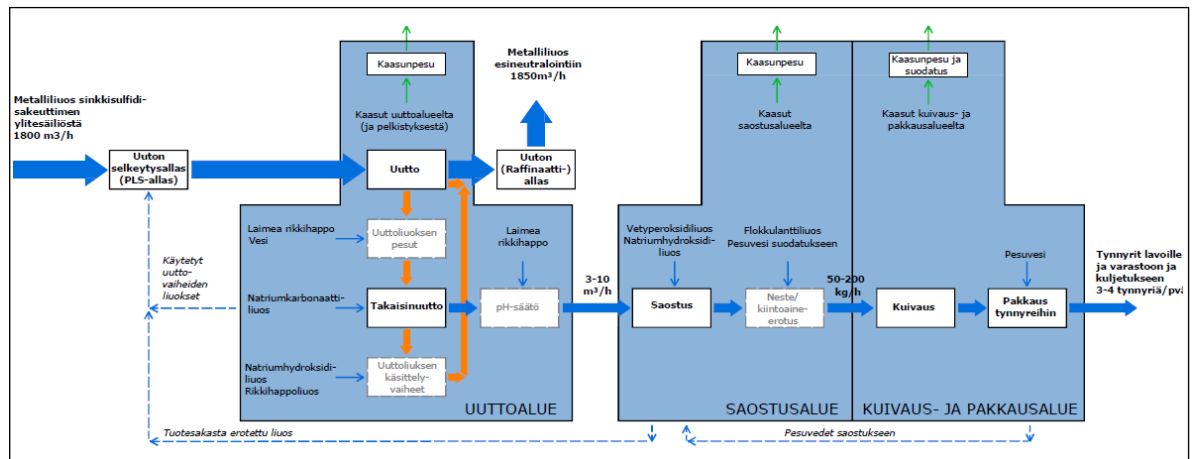 Metalliliuos sinkkisulfidi-
sakeuttimen
ylitesäiliöstä
1800 m3/h
Uuton
selkeytysallas
(PLS-allas)
Kaasunpesu
Kaasut uuttoalueelta
(ja pelkistyksestä)
Uutto
Metalliliuos
esineutralointiin
1850m³/h
Uuton
(Raffinaatti-)
allas
Laimea rikkihappo
Vesi
Uuttoliuoksen
pesut
Laimea
rikkihappo
Käytetyt
uutto-
vaiheiden
liuokset
Natriumkarbonaatti-
liuos
Takaisinuutto
pH-säätö
3-10
m³/h
Natriumhydroksidi-
liuos
Rikkihappoliuos
Uuttoliuksen
käsittely-
vaiheet
UUTTOALUE
Kaasunpesu
Kaasut
saostusalueelta
Vetyperoksidiliuos
Natriumhydroksidi-
liuos
Flokkulanttiliuos
Pesuvesi suodatukseen
Saostus
Neste/
kiintoaine-
erotus
50-200
kg/h
SAOSTUSALUE
Kaasunpesu ja
suodatus
Kaasut kuivaus- ja
pakkausalueelta
Pesuvesi
Kuivaus
Pakkaus
tynnyreihin
KUIVAUS- JA PAKKAUSALUE
Tynnyrit lavoille
ja varastoon ja
kuljetukseen
3-4 tynnyriä/pvä
Tuotesakasta erotettu liuos
Pesuvedet saostukseen